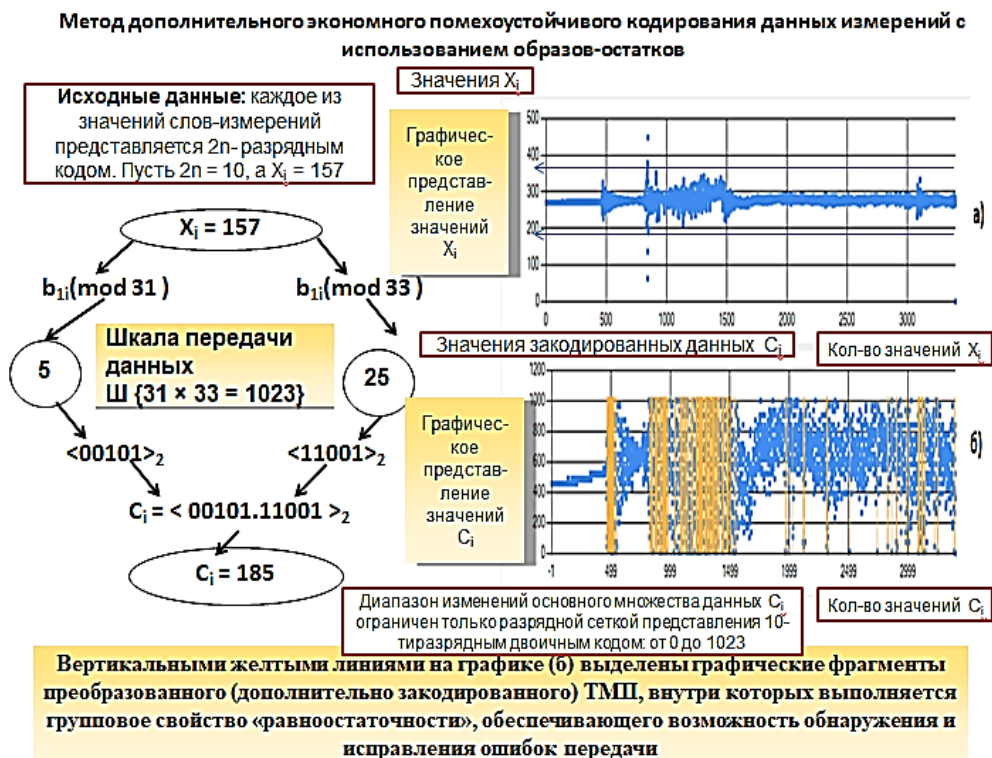 Метод дополнительного экономного помехоустойчивого кодирования данных измерений с
использованием образов-остатков
Исходные данные: каждое из
значений слов-измерений
представляется 2n- разрядным
кодом. Пусть 2n = 10, а Xi = 157
Xi = 157
b1i(mod 31 )
b1i(mod 33 )
5
Шкала передачи
данных
Ш {31 × 33 = 1023}
25
<00101>2
<11001>2
Ci = < 00101.11001 >2
Ci = 185
Значения Xi
Графичес-
кое
представ-
ление
значений
Xi
500
400
300
200
100
0
0
500
1000
1500
2000
2500
3000
а)
Значения закодированных данных Ci
Кол-во значений Xi
Графичес-
кое
представ-
ление
значений
Ci
1200
1000
800
600
400
200
0
-1
499
999
1499
1999
2499
2999
б)
Диапазон изменений основного множества данных Ci
ограничен только разрядной сеткой представления 10-
тиразрядным двоичным кодом: от 0 до 1023
Кол-во значений Ci
Вертикальными желтыми линиями на графике (б) выделены графические фрагменты
преобразованного (дополнительно закодированного) ТМП, внутри которых выполняется
групповое свойство «равноостаточности», обеспечивающего возможность обнаружения и
исправления ошибок передачи